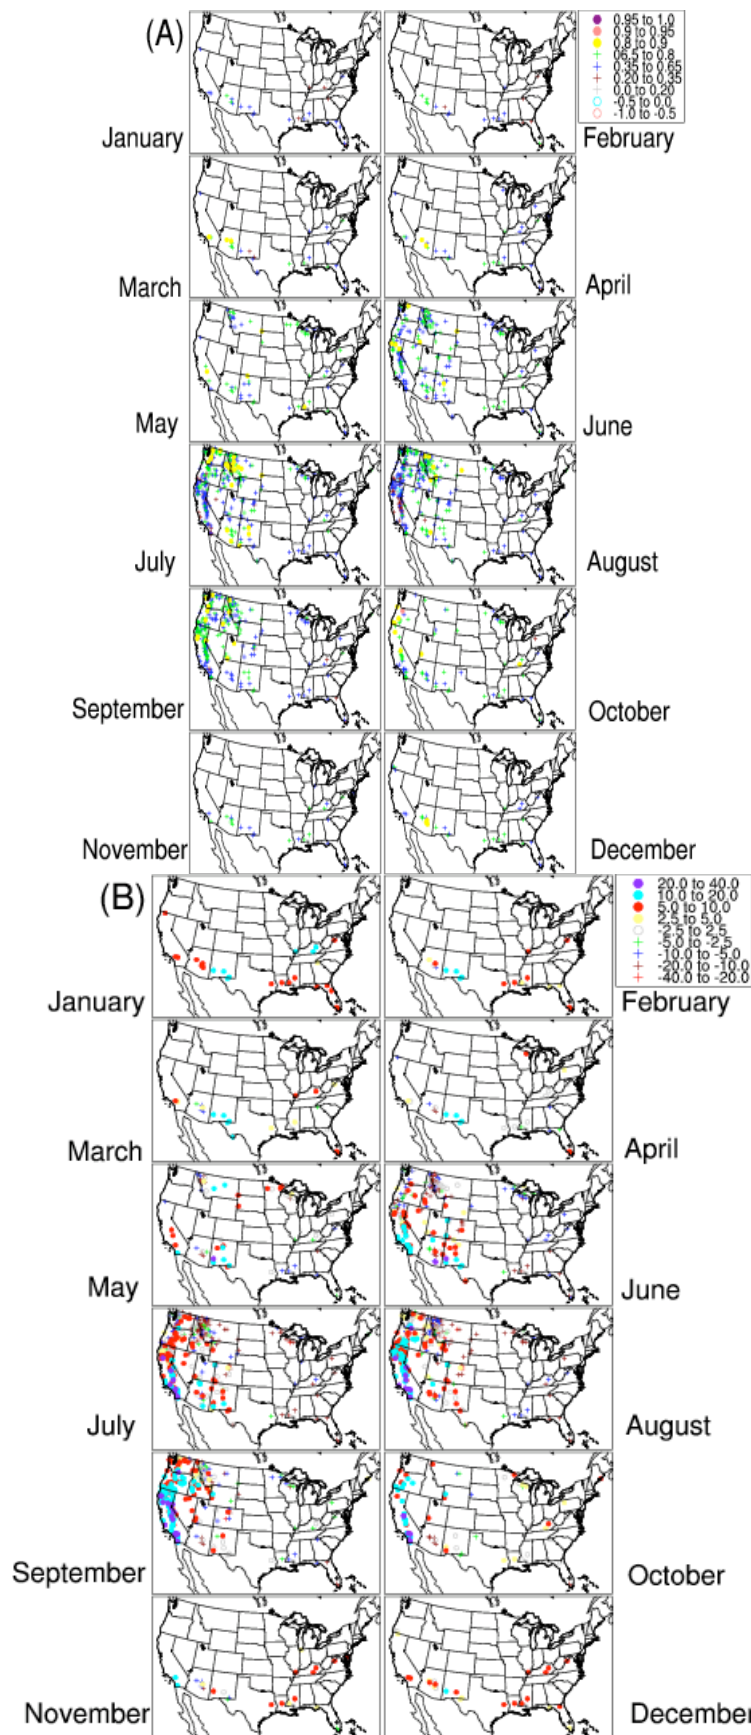 (A)
0.95 to 1.0
0.9 to 0.95
0.8 to 0.9
06.5 to 0.8
0.35 to 0.65
0.20 to 0.35
0.0 to 0.20
-0.5 to 0.0
-1.0 to -0.5
January
February
March
April
May
June
July
August
September
October
November
December
(B)
20.0 to 40.0
10.0 to 20.0
5.0 to 10.0
2.5 to 5.0
-2.5 to 2.5
-5.0 to -2.5
-10.0 to -5.0
-20.0 to -10.0
-40.0 to -20.0
January
February
March
April
May
June
July
August
September
October
November
December